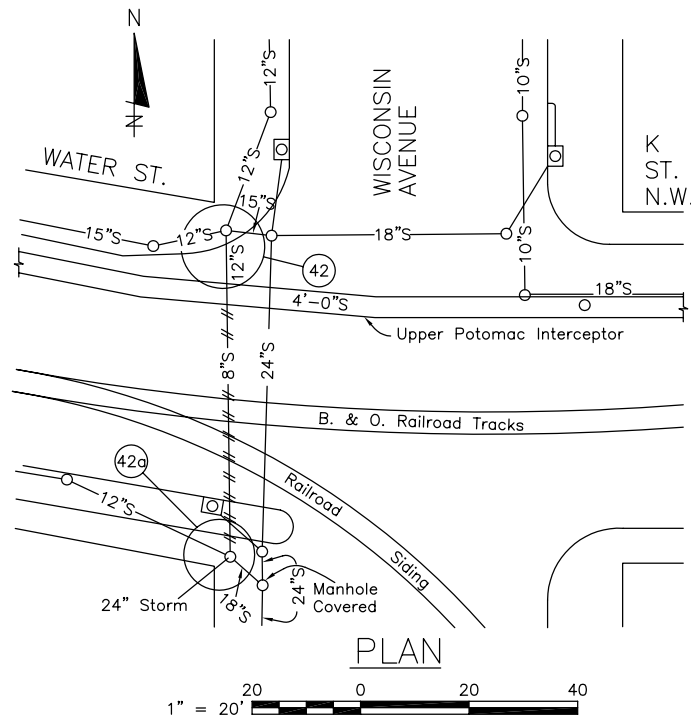 N
N
12"S
10"S
WATER ST.
12"S
WISCONSIN
AVENUE
K
ST.
N.W.
15"S
15"S
12"S
12"S
18"S
10"S
42
4'-0"S
18"S
Upper Potomac Interceptor
8"S
24"S
B. & O. Railroad Tracks
42a
12"S
Railroad
Siding
24" Storm
18"S
24"S
Manhole
Covered
PLAN
1" = 20'
20 0 20 40